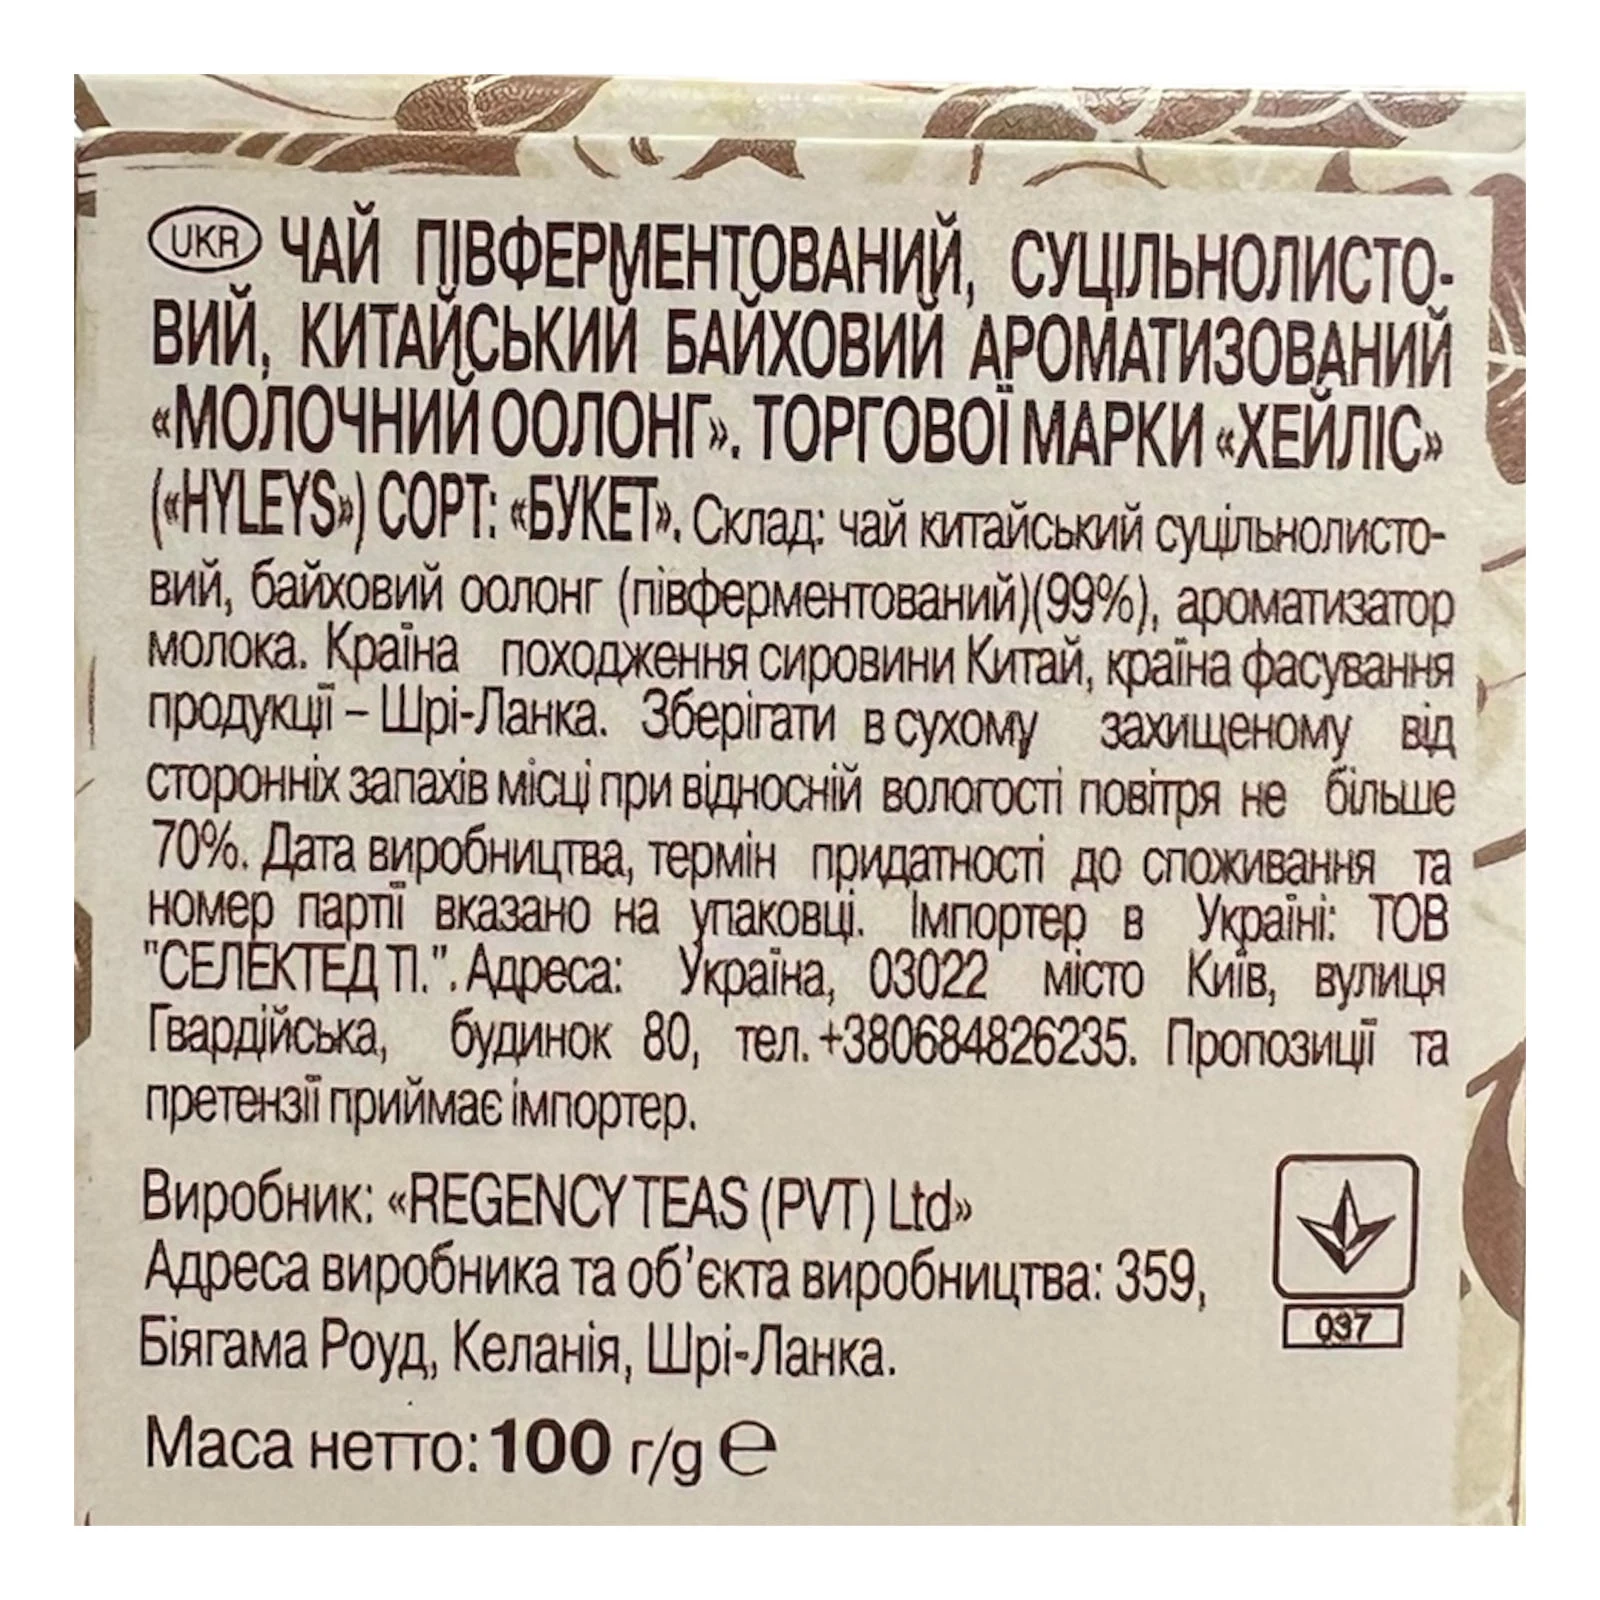 UKR ЧАЙ ПІВФЕРМЕНТОВАНИЙ, СУЦІЛЬНОЛИСТО-
ВИЙ, КИТАЙСЬКИЙ БАЙХОВИЙ АРОМАТИЗОВАНИЙ
«МОЛОЧНИЙ ООЛОНГ». ТОРГОВОЇ МАРКИ «ХЕЙЛІС»
(«HYLEYS») СОРТ: «БУКЕТ». Склад: чай китайський суцільнолисто-
вий, байховий оолонг (півферментований)(99%), ароматизатор
молока. Країна походження сировини Китай, країна фасування
продукції – Шрі-Ланка. Зберігати в сухому захищеному від
сторонніх запахів місці при відносній вологості повітря не більше
70%. Дата виробництва, термін придатності до споживання та
номер партії вказано на упаковці. Імпортер в Україні: ТОВ
"СЕЛЕКТЕД Т.І.". Адреса: Україна, 03022 місто Київ, вулиця
Гвардійська, будинок 80, тел. +380684826235. Пропозиції та
претензії приймає імпортер.
Виробник: «REGENCY TEAS (PVT) Ltd»
Адреса виробника та об’єкта виробництва: 359,
Біягама Роуд, Келанія, Шрі-Ланка.
037
Маса нетто: 100 г/g ℮